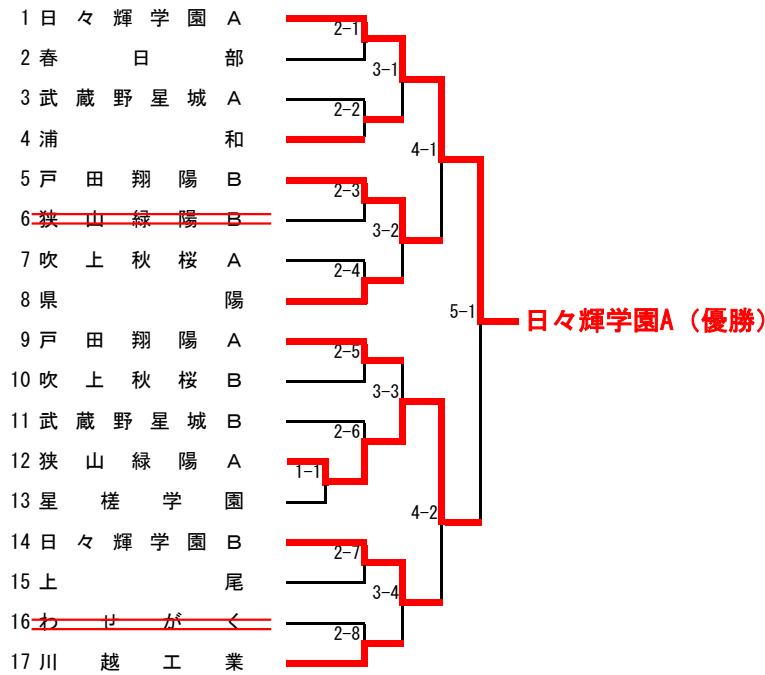 1 日々輝学園A
2-1
2 春日部
3-1
3 武蔵野星城A
2-2
4 浦和
4-1
5 戸田翔陽B
2-3
6 狭山緑陽B
3-2
7 吹上秋桜A
2-4
8 県陽
5-1
日々輝学園A（優勝）
9 戸田翔陽A
2-5
10 吹上秋桜B
3-3
11 武蔵野星城B
2-6
12 狭山緑陽A
1-1
13 星槎学園
4-2
14 日々輝学園B
2-7
15 上尾
3-4
16 わせがく
2-8
17 川越工業